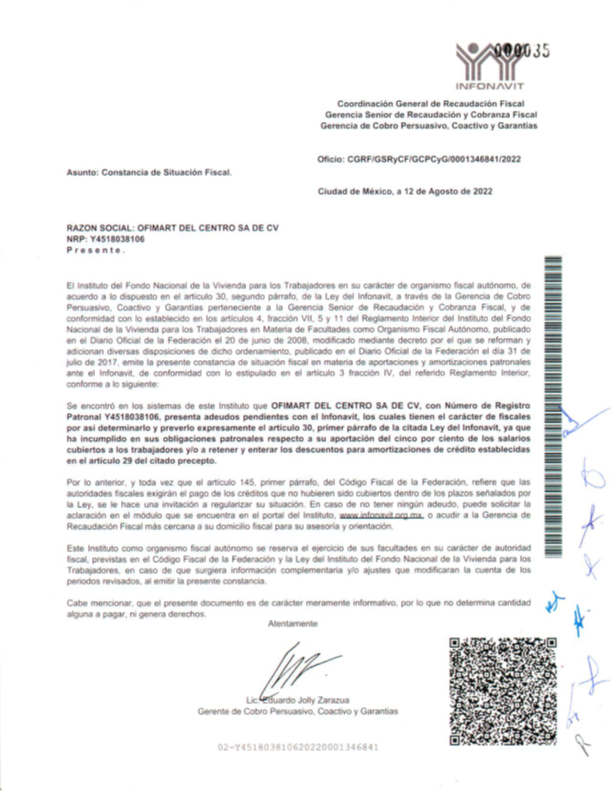 000035
INFONAVIT
Coordinación General de Recaudación Fiscal
Gerencia Senior de Recaudación y Cobranza Fiscal
Gerencia de Cobro Persuasivo, Coactivo y Garantias
Oficio: CGRF/GSRyCF/GCPCyG/0001346841/2022
Asunto: Constancia de Situación Fiscal.
Ciudad de México, a 12 de Agosto de 2022
RAZON SOCIAL: OFIMART DEL CENTRO SA DE CV
NRP: Y4518038106
P r e s e n t e .
El Instituto del Fondo Nacional de la Vivienda para los Trabajadores en su carácter de organismo fiscal autónomo, de
acuerdo a lo dispuesto en el artículo 30, segundo párrafo, de la Ley del Infonavit, a través de la Gerencia de Cobro
Persuasivo, Coactivo y Garantías perteneciente a la Gerencia Senior de Recaudación y Cobranza Fiscal, y de
conformidad con lo establecido en los artículos 4, fracción VII, 5 y 11 del Reglamento Interior del Instituto del Fondo
Nacional de la Vivienda para los Trabajadores en Materia de Facultades como Organismo Fiscal Autónomo, publicado
en el Diario Oficial de la Federación el 20 de junio de 2008, modificado mediante decreto por el que se reforman y
adicionan diversas disposiciones de dicho ordenamiento, publicado en el Diario Oficial de la Federación el día 31 de
julio de 2017, emite la presente constancia de situación fiscal en materia de aportaciones y amortizaciones patronales
ante el Infonavit, de conformidad con lo estipulado en el artículo 3 fracción IV, del referido Reglamento Interior,
conforme a lo siguiente:
Se encontró en los sistemas de este Instituto que OFIMART DEL CENTRO SA DE CV, con Número de Registro
Patronal Y4518038106, presenta adeudos pendientes con el Infonavit, los cuales tienen el carácter de fiscales
por así determinarlo y preverlo expresamente el artículo 30, primer párrafo de la citada Ley del Infonavit, ya que
ha incumplido en sus obligaciones patronales respecto a su aportación del cinco por ciento de los salarios
cubiertos a los trabajadores y/o a retener y enterar los descuentos para amortizaciones de crédito establecidas
en el artículo 29 del citado precepto.
Por lo anterior, y toda vez que el artículo 145, primer párrafo, del Código Fiscal de la Federación, refiere que las
autoridades fiscales exigirán el pago de los créditos que no hubieren sido cubiertos dentro de los plazos señalados por
la Ley, se le hace una invitación a regularizar su situación. En caso de no tener ningún adeudo, puede solicitar la
aclaración en el módulo que se encuentra en el portal del Instituto, www.infonavit.org.mx, o acudir a la Gerencia de
Recaudación Fiscal más cercana a su domicilio fiscal para su asesoría y orientación.
Este Instituto como organismo fiscal autónomo se reserva el ejercicio de sus facultades en su carácter de autoridad
fiscal, previstas en el Código Fiscal de la Federación y la Ley del Instituto del Fondo Nacional de la Vivienda para los
Trabajadores, en caso de que surgiera información complementaria y/o ajustes que modificaran la cuenta de los
periodos revisados, al emitir la presente constancia.
Cabe mencionar, que el presente documento es de carácter meramente informativo, por lo que no determina cantidad
alguna a pagar, ni genera derechos.
Atentamente
Lic. Eduardo Jolly Zarazua
Gerente de Cobro Persuasivo, Coactivo y Garantías
02-Y451803810620220001346841